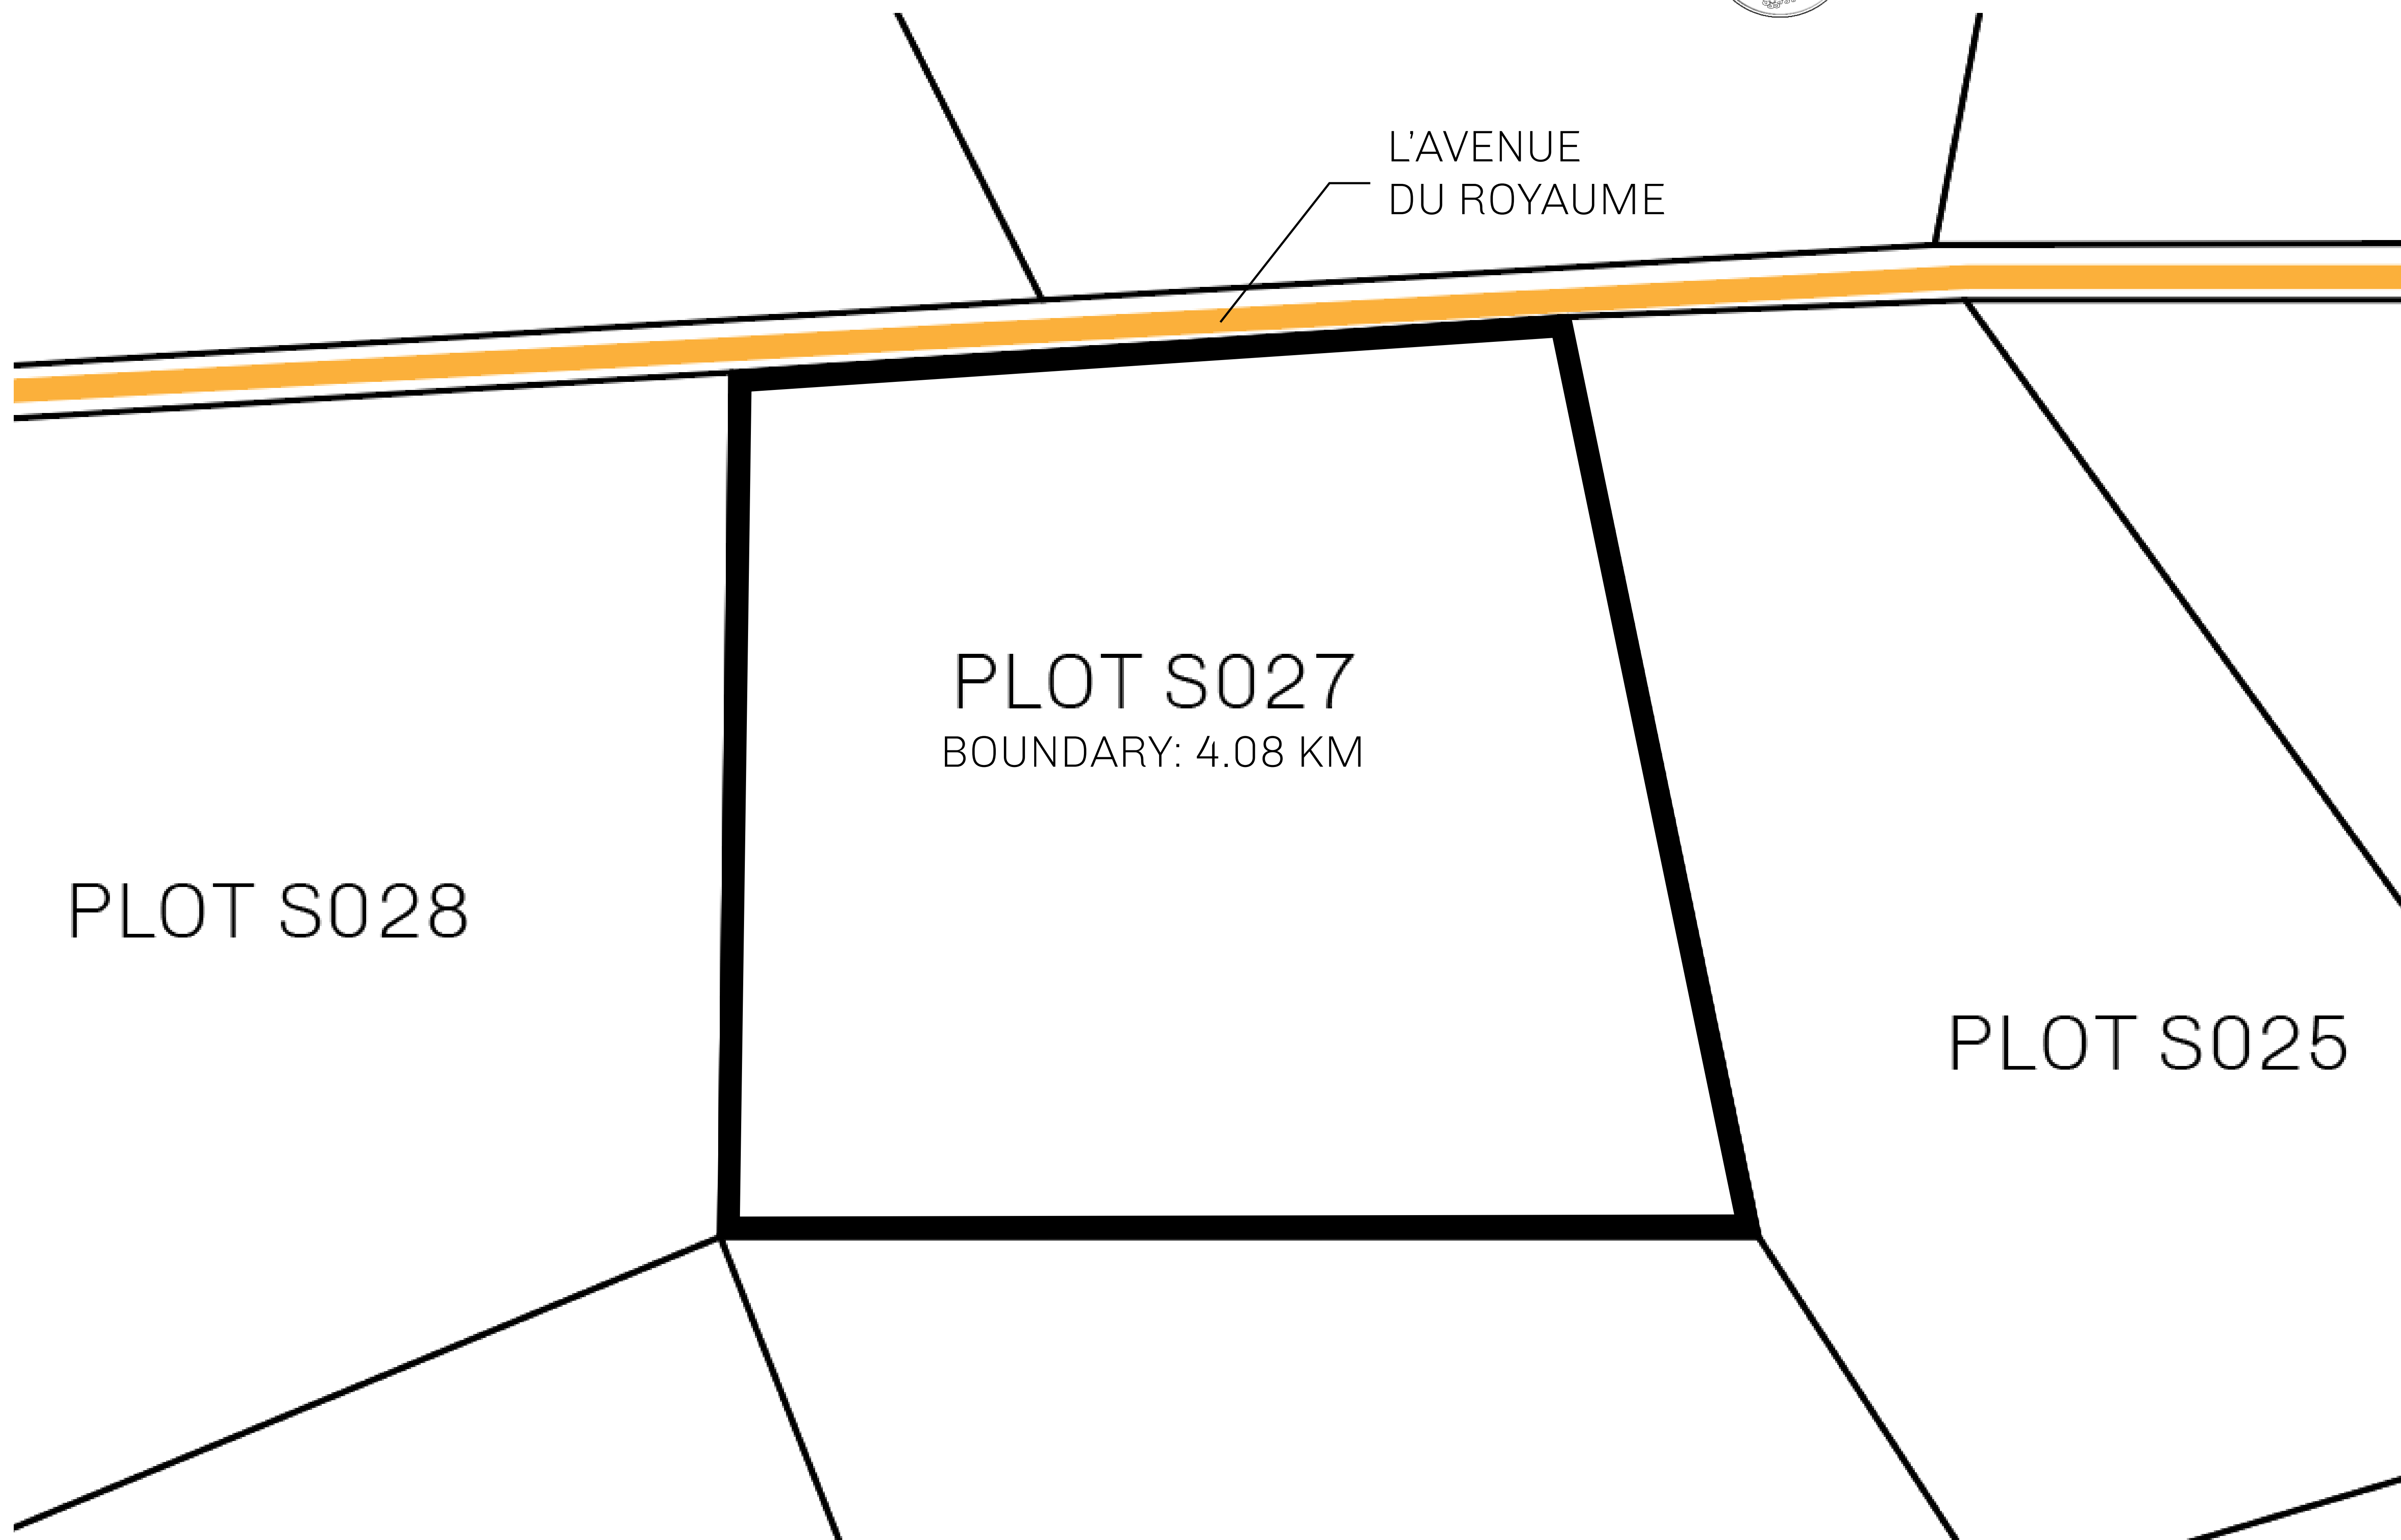 L'AVENUE
DU ROYAUME
PLOT S027
BOUNDARY: 4.08 KM
PLOT S028
PLOT S025